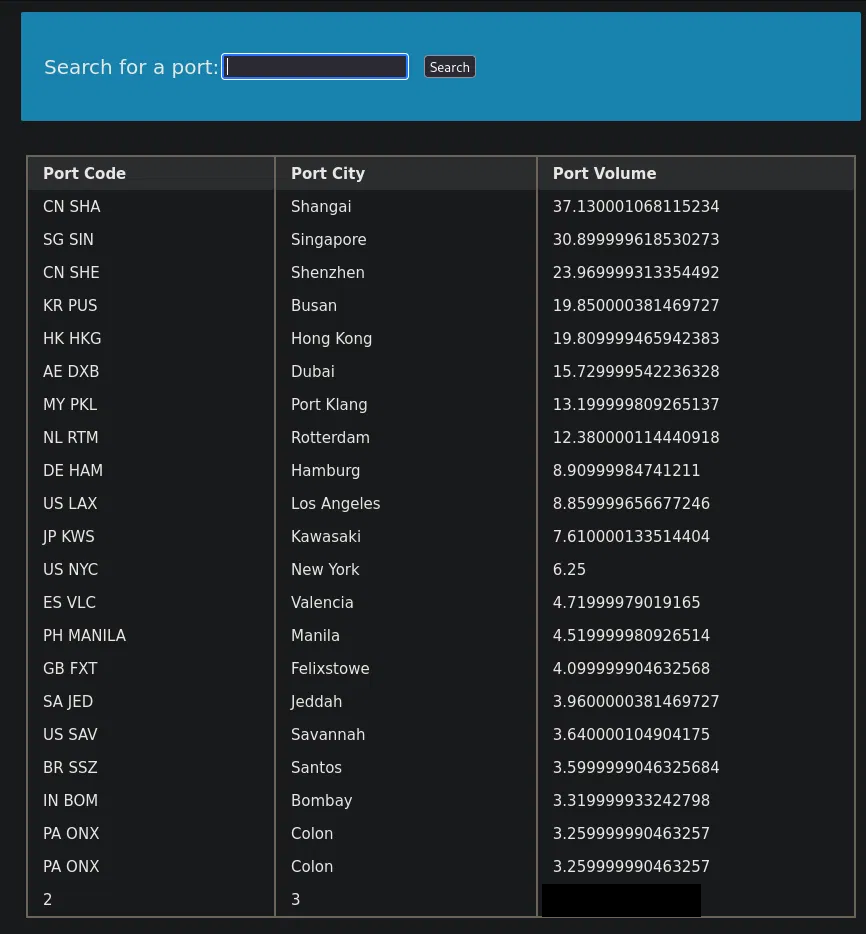 Search for a port: Search
Port Code Port City Port Volume
CN SHA Shangai 37.130001068115234
SG SIN Singapore 30.899999618530273
CN SHE Shenzhen 23.969999313354492
KR PUS Busan 19.850000381469727
HK HKG Hong Kong 19.809999465942383
AE DXB Dubai 15.729999542236328
MY PKL Port Klang 13.199999809265137
NL RTM Rotterdam 12.380000114440918
DE HAM Hamburg 8.90999984741211
US LAX Los Angeles 8.859999656677246
JP KWS Kawasaki 7.610000133514404
US NYC New York 6.25
ES VLC Valencia 4.71999979019165
PH MANILA Manila 4.519999980926514
GB FXT Felixstowe 4.099999904632568
SA JED Jeddah 3.9600000381469727
US SAV Savannah 3.640000104904175
BR SSZ Santos 3.5999999046325684
IN BOM Bombay 3.319999933242798
PA ONX Colon 3.259999990463257
PA ONX Colon 3.259999990463257
2 3